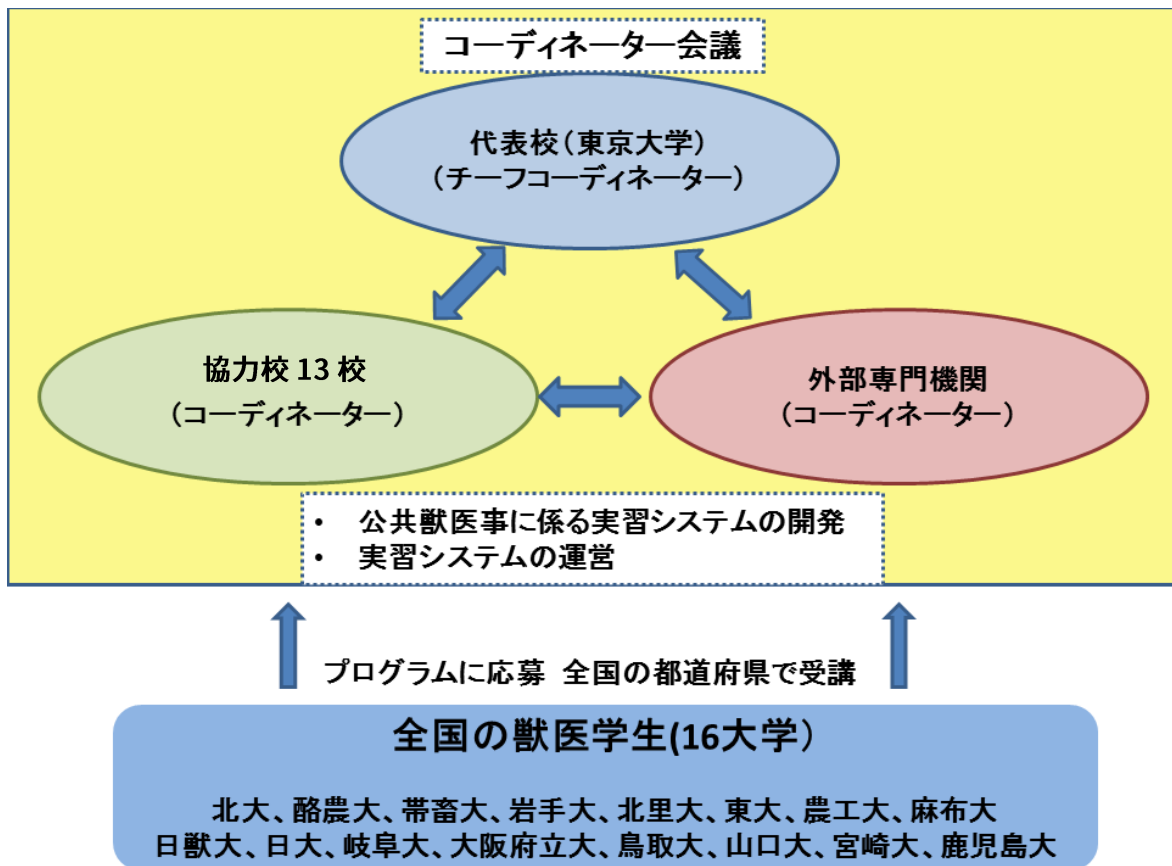 コーディネーター会議
代表校（東京大学）
（チーフコーディネーター）
協力校 13 校
（コーディネーター）
外部専門機関
（コーディネーター）
• 公共獣医事に係る実習システムの開発
• 実習システムの運営
プログラムに応募 全国の都道府県で受講
全国の獣医学生(16大学）
北大、酪農大、帯畜大、岩手大、北里大、東大、農工大、麻布大
日獣大、日大、岐阜大、大阪府立大、鳥取大、山口大、宮崎大、鹿児島大